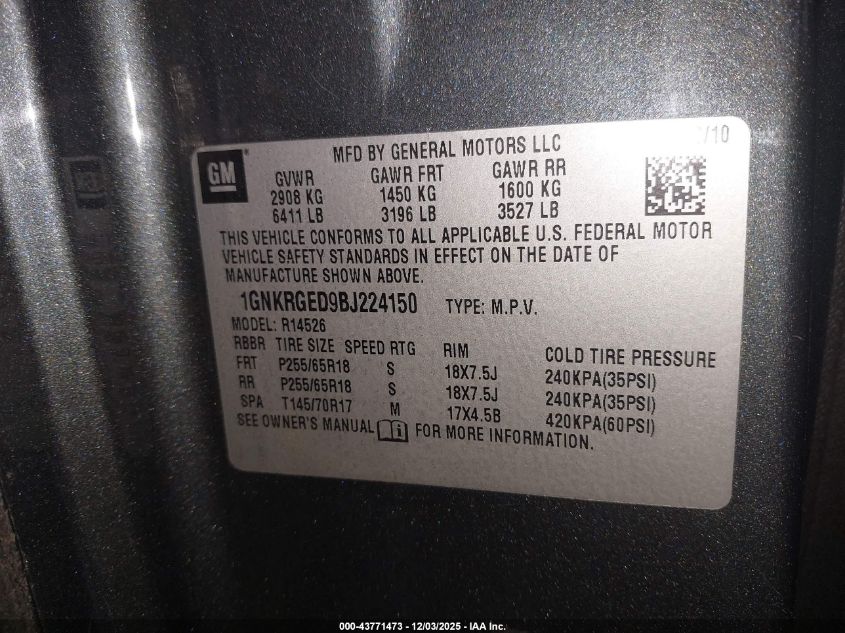 /10
MFD BY GENERAL MOTORS LLC
GM
GVWR GAWR FRT GAWR RR
2908 KG 1450 KG 1600 KG
6411 LB 3196 LB 3527 LB
THIS VEHICLE CONFORMS TO ALL APPLICABLE U.S. FEDERAL MOTOR
VEHICLE SAFETY STANDARDS IN EFFECT ON THE DATE OF
MANUFACTURE SHOWN ABOVE.
1GNKRGED9BJ224150 TYPE: M.P.V.
MODEL: R14526
RBBR TIRE SIZE SPEED RTG RIM COLD TIRE PRESSURE
FRT P255/65R18 S 18X7.5J 240KPA(35PSI)
RR P255/65R18 S 18X7.5J 240KPA(35PSI)
SPA T145/70R17 M 17X4.5B 420KPA(60PSI)
SEE OWNER'S MANUAL FOR MORE INFORMATION.
000-43771473 - 12/03/2025 - IAA Inc.